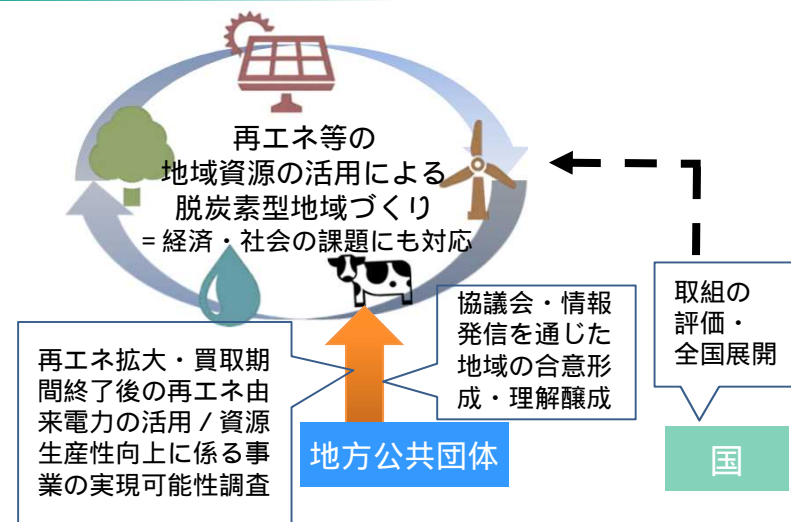 再エネ等の
地域資源の活用による
脱炭素型地域づくり
=経済・社会の課題にも対応
再エネ拡大・買取期
間終了後の再エネ由
来電力の活用/資源
生産性向上に係る事
業の実現可能性調査
協議会・情報
発信を通じた
地域の合意形
成・理解醸成
取組の
評価・
全国展開
地方公共団体
国